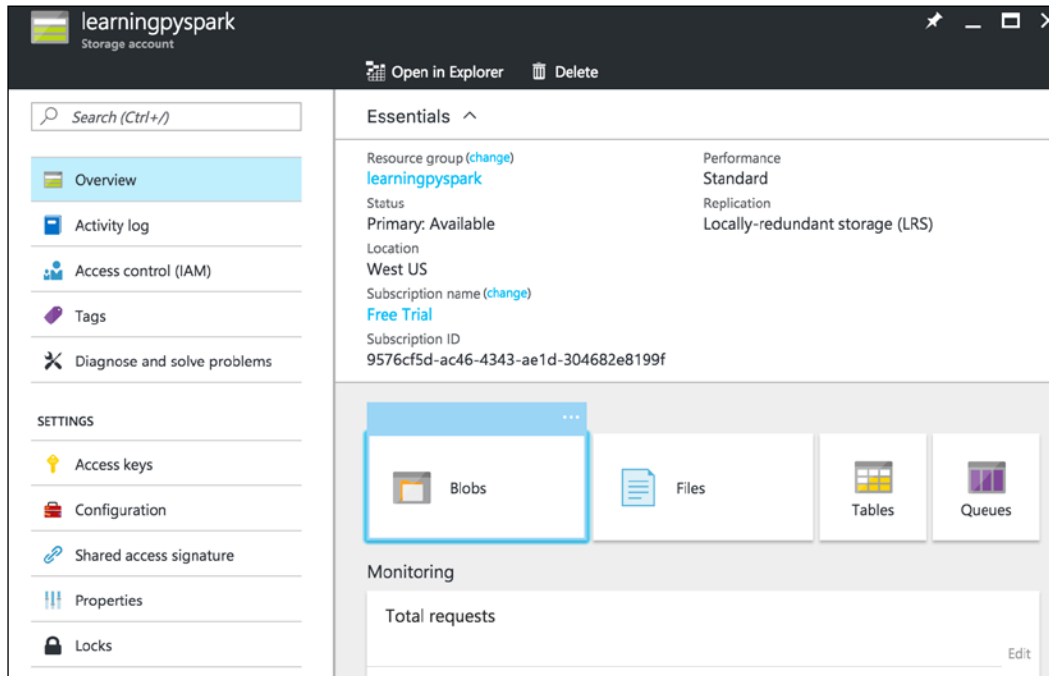 learningpyspark
Storage account
Open in Explorer
Delete
Search (Ctrl+/)
Overview
Activity log
Access control (IAM)
Tags
Diagnose and solve problems
SETTINGS
Access keys
Configuration
Shared access signature
Properties
Locks
Essentials
Resource group (change)
learningpyspark
Status
Primary: Available
Location
West US
Subscription name (change)
Free Trial
Subscription ID
9576cf5d-ac46-4343-ae1d-304682e8199f
Performance
Standard
Replication
Locally-redundant storage (LRS)
Blobs
Files
Tables
Queues
Monitoring
Total requests
Edit